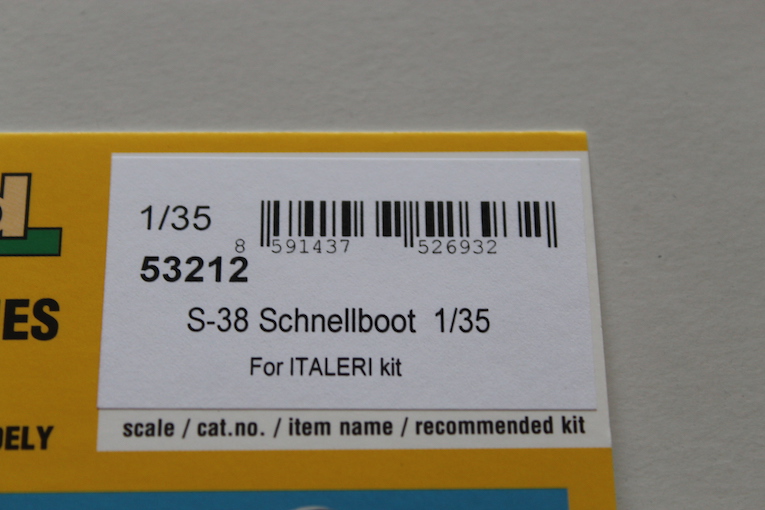 1/35
8 591437 526932
53212
S-38 Schnellboot 1/35
For ITALERI kit
scale / cat.no. / item name / recommended kit